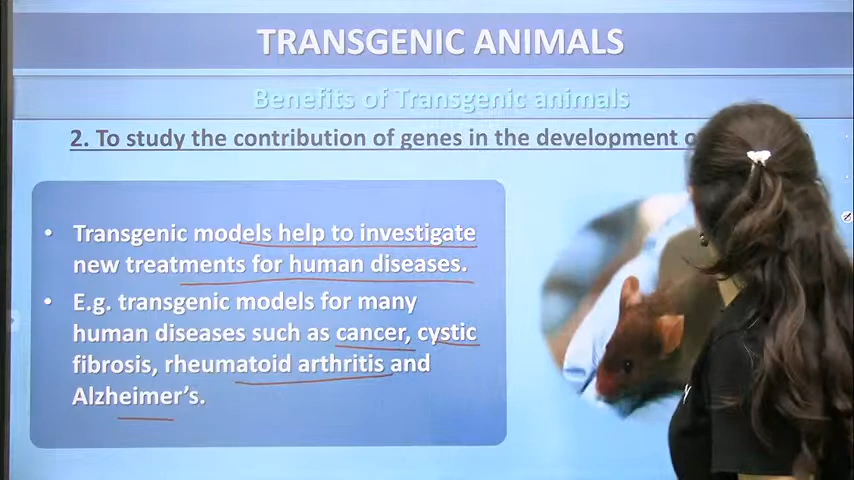 TRANSGENIC ANIMALS
Benefits of Transgenic animals
2. To study the contribution of genes in the development
• Transgenic models help to investigate
new treatments for human diseases.
• E.g. transgenic models for many
human diseases such as cancer, cystic
fibrosis, rheumatoid arthritis and
Alzheimer's.